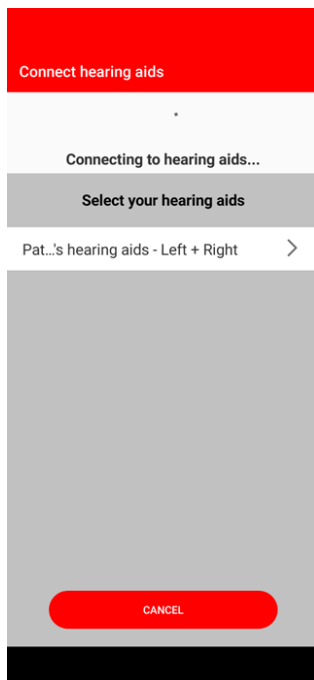 Connect hearing aids
Connecting to hearing aids...
Select your hearing aids
Pat...'s hearing aids - Left + Right
CANCEL